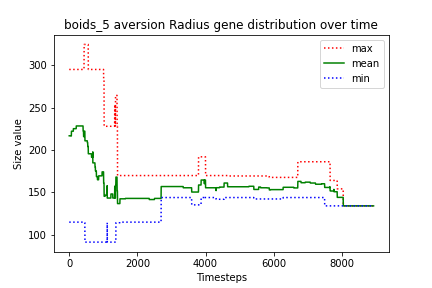 boids_5 aversion Radius gene distribution over time
max
mean
min
Size value
300
250
200
150
100
0
2000
4000
6000
8000
Timesteps